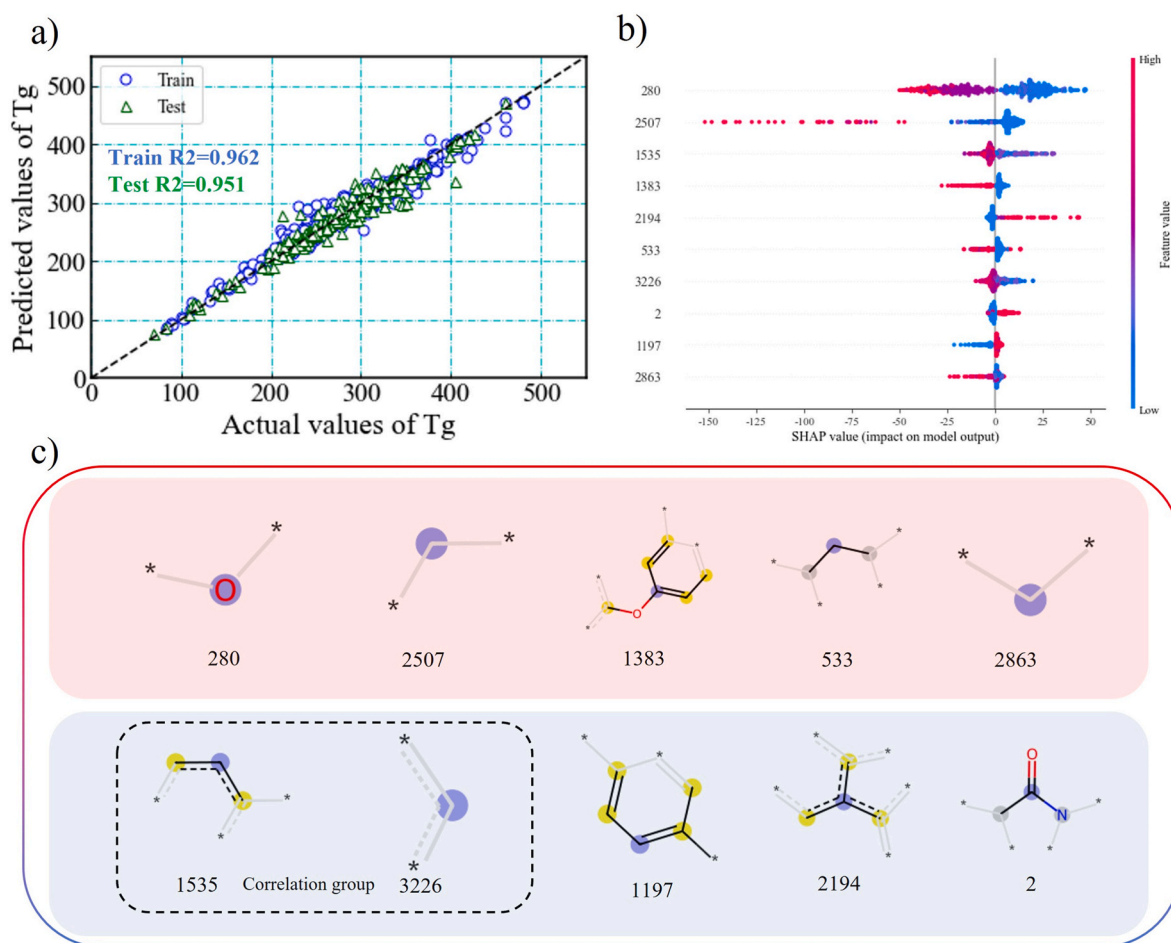 a)
Predicted values of Tg
500
400
300
200
100
0
Train
Test
Train R2=0.962
Test R2=0.951
0 100 200 300 400 500
Actual values of Tg
b)
280
2507
1535
1383
2194
533
3226
2
1197
2863
-150 -125 -100 -75 -50 -25 0 25 50
SHAP value (impact on model output)
High
Feature value
Low
c)
* O *
* *
* * * O *
* * * *
* *
280 2507 1383 533 2863
* * *
* *
* * *
* * * * *
O N * * * *
1535 Correlation group 3226 1197 2194 2